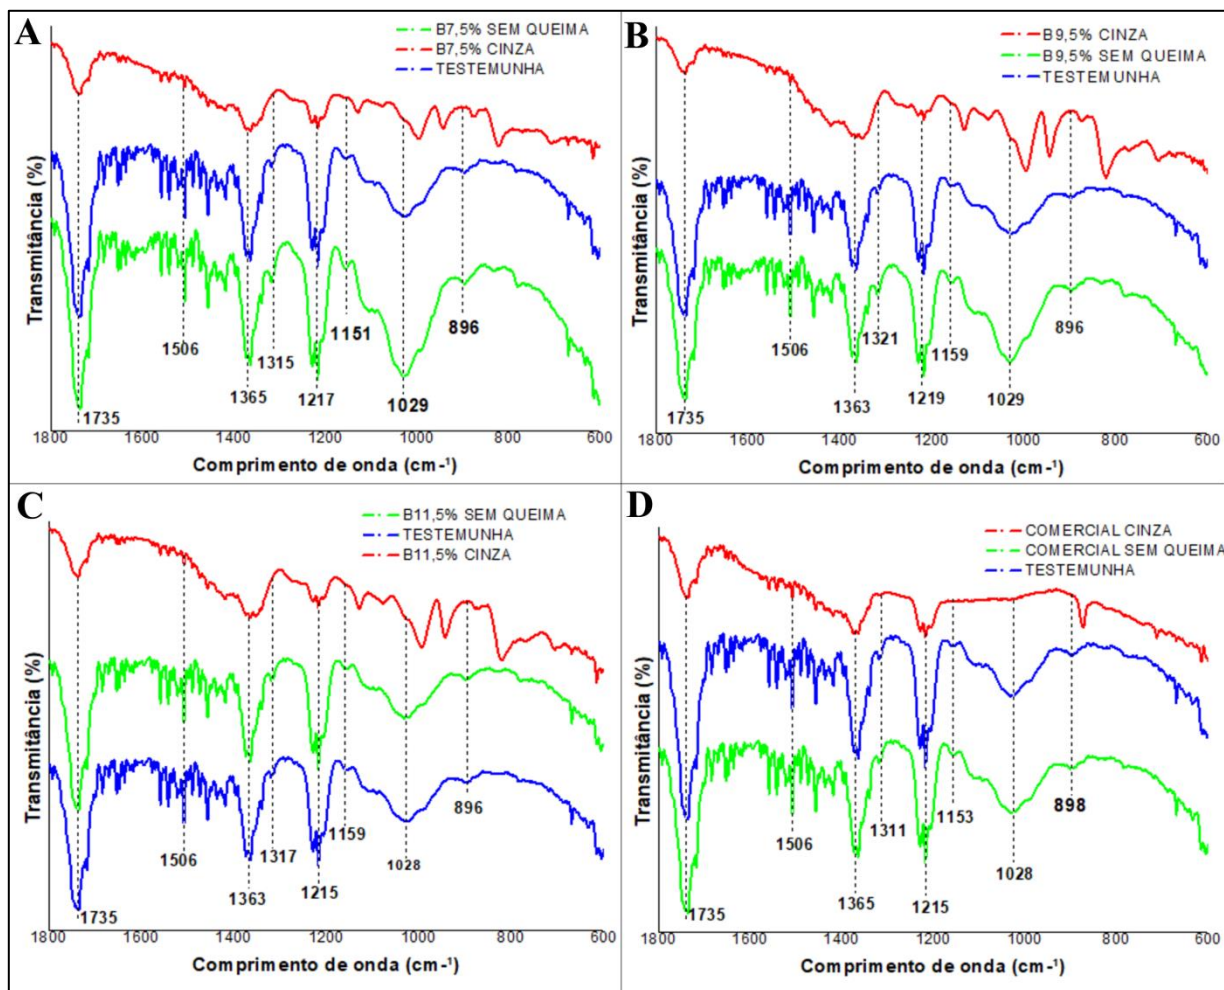 A
B7,5% SEM QUEIMA
B7,5% CINZA
TESTEMUNHA
Transmitância (%)
1506
1315
1151
896
1365
1217
1029
1735
1800 1600 1400 1200 1000 800 600
Comprimento de onda (cm-¹)
B
B9,5% CINZA
B9,5% SEM QUEIMA
TESTEMUNHA
Transmitância (%)
1506
1321
1159
896
1363
1219
1029
1735
1800 1600 1400 1200 1000 800 600
Comprimento de onda (cm-¹)
C
B11,5% SEM QUEIMA
TESTEMUNHA
B11,5% CINZA
Transmitância (%)
1506
1317
1159
896
1363
1215
1028
1735
1800 1600 1400 1200 1000 800 600
Comprimento de onda (cm-¹)
D
COMERCIAL CINZA
COMERCIAL SEM QUEIMA
TESTEMUNHA
Transmitância (%)
1506
1311
1153
898
1365
1215
1028
1735
1800 1600 1400 1200 1000 800 600
Comprimento de onda (cm-¹)